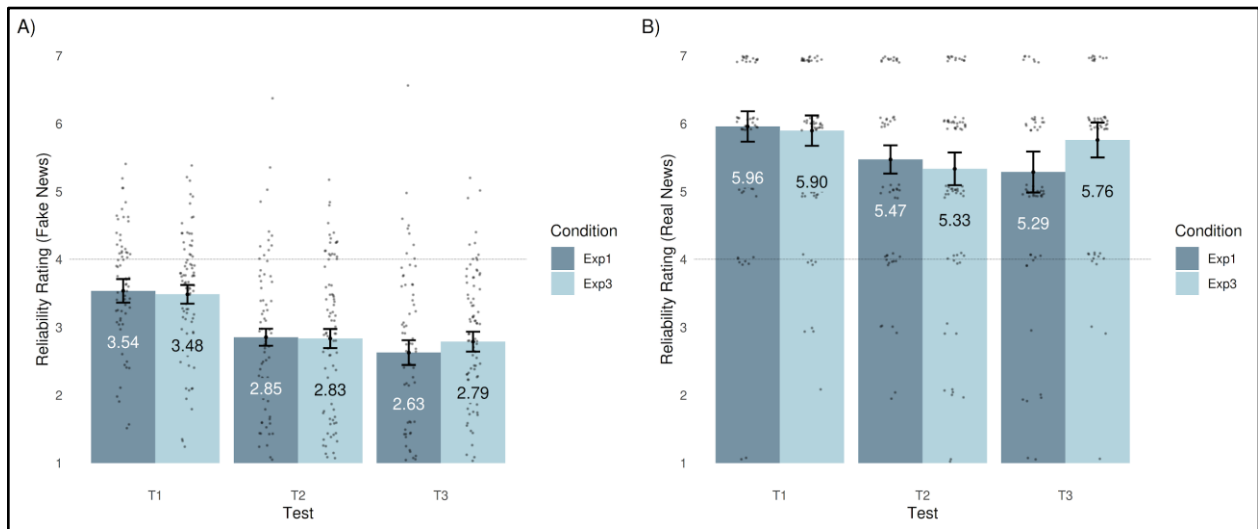 A)
Reliability Rating (Fake News)
7
6
5
4
3
2
1
3.54
3.48
2.85
2.83
2.63
2.79
T1
T2
T3
Test
Condition
Exp1
Exp3
B)
Reliability Rating (Real News)
7
6
5
4
3
2
1
5.96
5.90
5.47
5.33
5.29
5.76
T1
T2
T3
Test
Condition
Exp1
Exp3